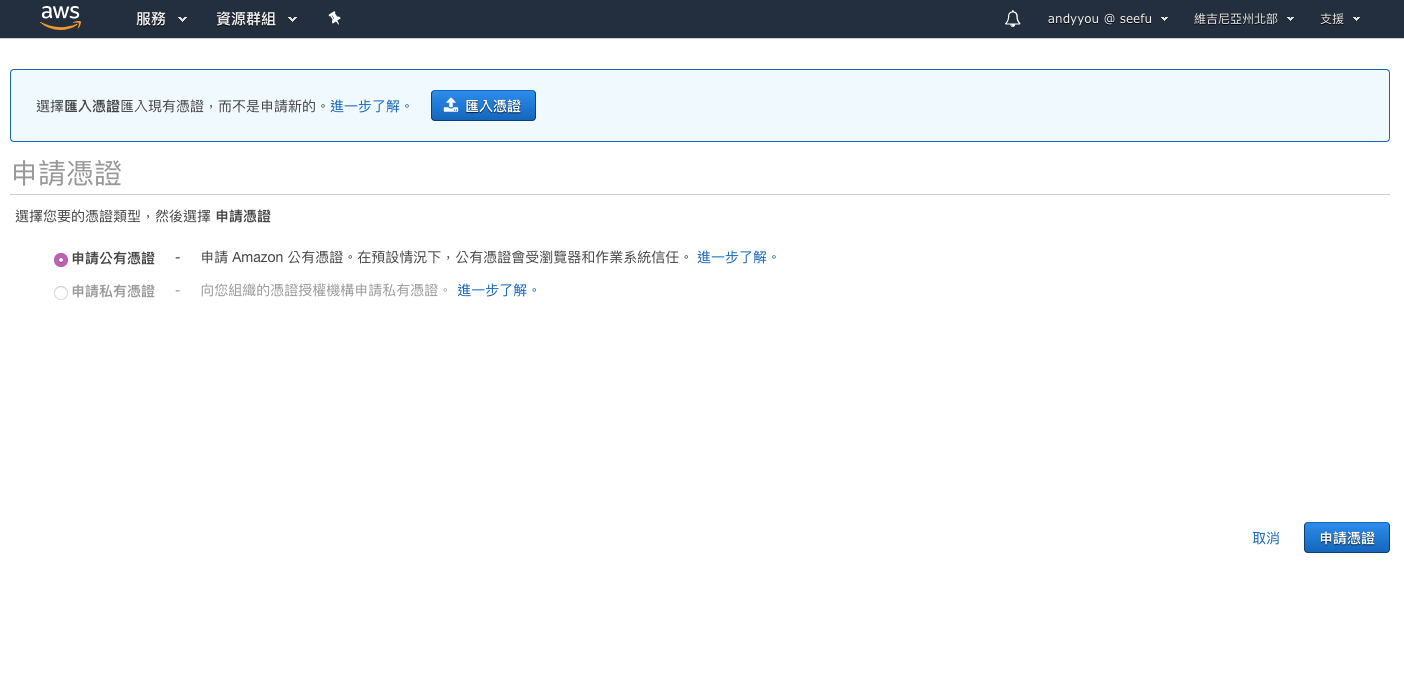 aws 服務 資源群組 andyyou @ seefu 維吉尼亞州北部 支援
選擇匯入憑證匯入現有憑證，而不是申請新的。進一步了解。 匯入憑證
申請憑證
選擇您要的憑證類型，然後選擇 申請憑證
申請公有憑證 - 申請 Amazon 公有憑證。在預設情況下，公有憑證會受瀏覽器和作業系統信任。 進一步了解。
申請私有憑證 - 向您組織的憑證授權機構申請私有憑證。 進一步了解。
取消 申請憑證